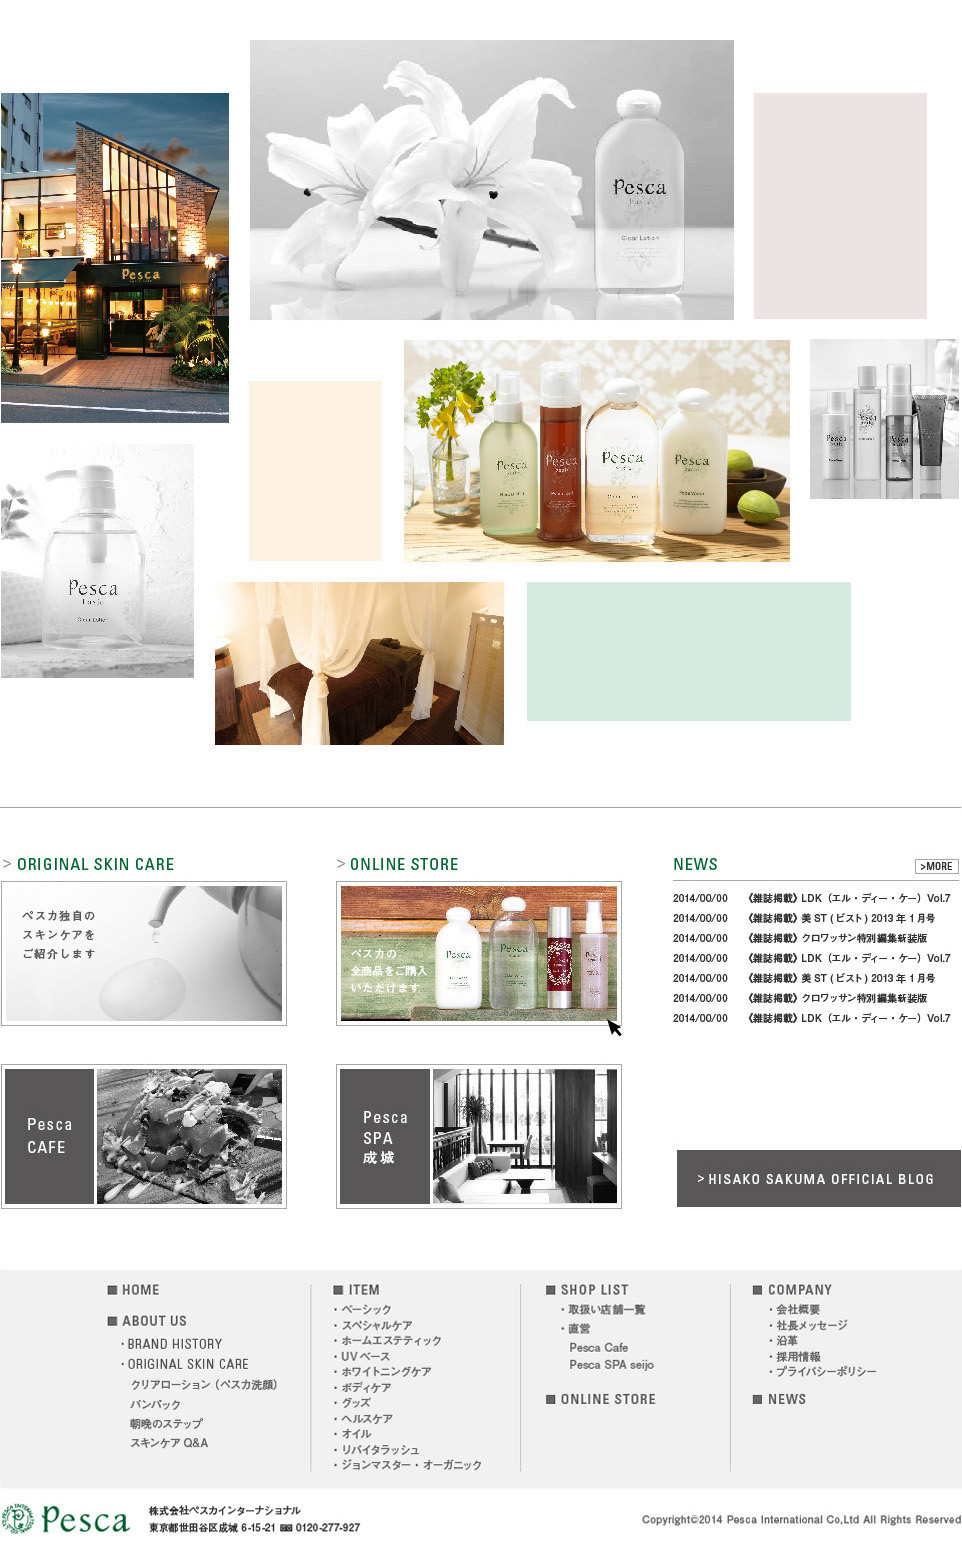 Pesca
Pesca
basic
Clear Lotion
Pesca
basic
Clear Lotion
Pesca
basic
Pesca
basic
Pesca
basic
Clear Lotion
Pesca
basic
Pesca
Pesca
Pesca
> ORIGINAL SKIN CARE
ペスカ独自の
スキンケアを
ご紹介します
> ONLINE STORE
ペスカの
全商品をご購入
いただけます
NEWS
>MORE
2014/00/00 《雑誌掲載》 LDK（エル・ディー・ケー）Vol.7
2014/00/00 《雑誌掲載》 美 ST ( ビスト ) 2013 年 1 月号
2014/00/00 《雑誌掲載》 クロワッサン特別編集新装版
2014/00/00 《雑誌掲載》 LDK（エル・ディー・ケー）Vol.7
2014/00/00 《雑誌掲載》 美 ST ( ビスト ) 2013 年 1 月号
2014/00/00 《雑誌掲載》 クロワッサン特別編集新装版
2014/00/00 《雑誌掲載》 LDK（エル・ディー・ケー）Vol.7
Pesca
CAFE
Pesca
SPA
成城
> HISAKO SAKUMA OFFICIAL BLOG
■ HOME
■ ABOUT US
・BRAND HISTORY
・ORIGINAL SKIN CARE
クリアローション（ペスカ洗顔）
パンパック
朝晩のステップ
スキンケア Q&A
■ ITEM
・ベーシック
・スペシャルケア
・ホームエステティック
・UV ベース
・ホワイトニングケア
・ボディケア
・グッズ
・ヘルスケア
・オイル
・リバイタラッシュ
・ジョンマスター・オーガニック
■ SHOP LIST
・取扱い店舗一覧
・直営
Pesca Cafe
Pesca SPA seijo
■ ONLINE STORE
■ COMPANY
・会社概要
・社長メッセージ
・沿革
・採用情報
・プライバシーポリシー
■ NEWS
Pesca
株式会社ペスカインターナショナル
東京都世田谷区成城 6-15-21 0120-277-927
Copyright©2014 Pesca International Co,Ltd All Rights Reserved